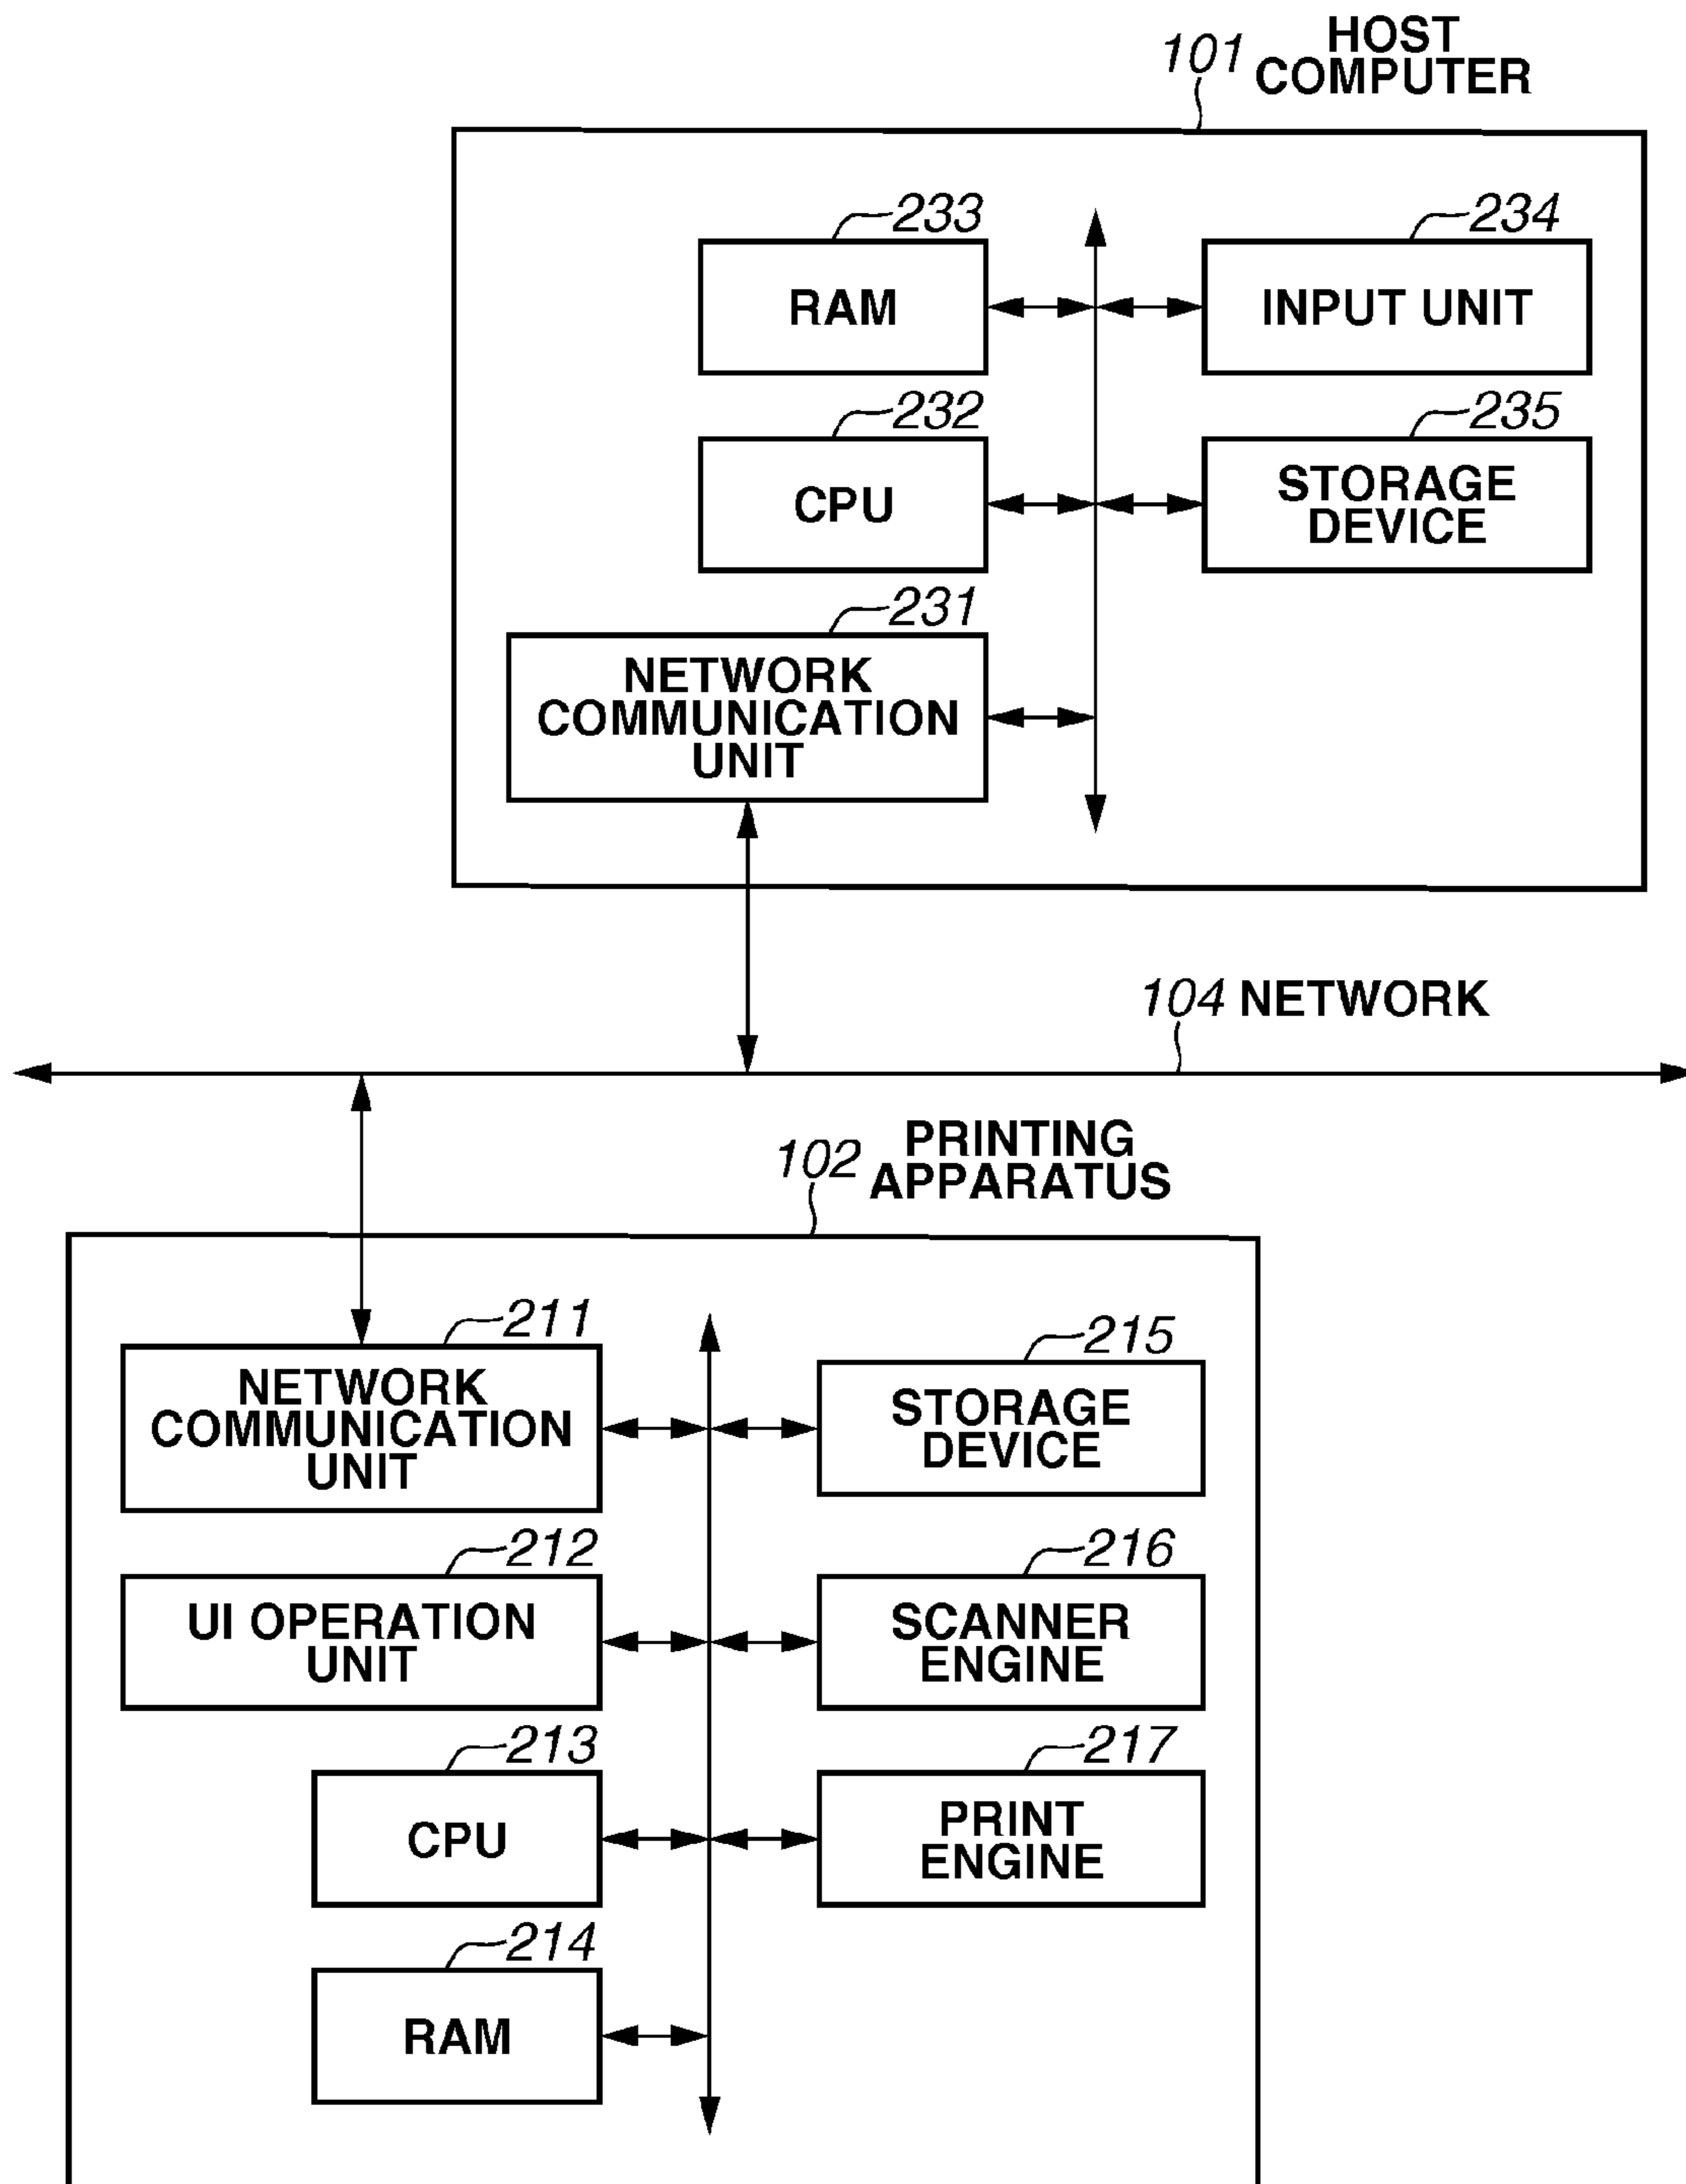 101 HOST
COMPUTER
233
RAM
234
INPUT UNIT
232
CPU
235
STORAGE
DEVICE
231
NETWORK
COMMUNICATION
UNIT
104 NETWORK
102 PRINTING
APPARATUS
211
NETWORK
COMMUNICATION
UNIT
215
STORAGE
DEVICE
212
UI OPERATION
UNIT
216
SCANNER
ENGINE
213
CPU
217
PRINT
ENGINE
214
RAM